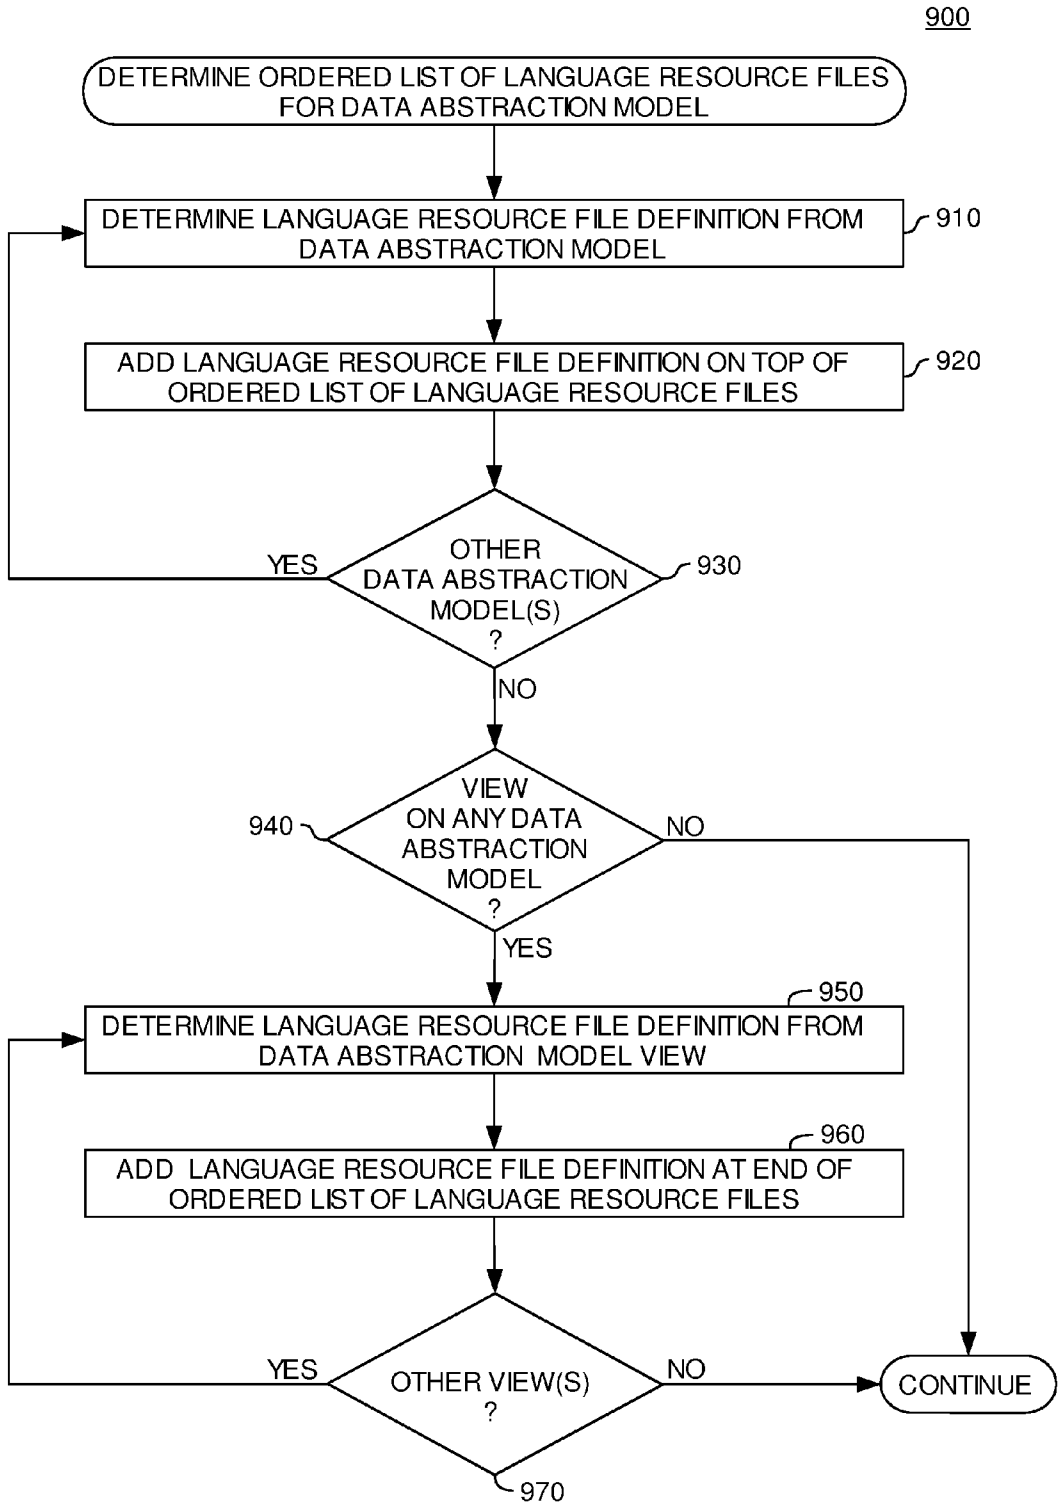 900
DETERMINE ORDERED LIST OF LANGUAGE RESOURCE FILES
FOR DATA ABSTRACTION MODEL
DETERMINE LANGUAGE RESOURCE FILE DEFINITION FROM
DATA ABSTRACTION MODEL
910
ADD LANGUAGE RESOURCE FILE DEFINITION ON TOP OF
ORDERED LIST OF LANGUAGE RESOURCE FILES
920
OTHER
DATA ABSTRACTION
MODEL(S)
?
YES
930
NO
VIEW
ON ANY DATA
ABSTRACTION
MODEL
?
940
NO
YES
950
DETERMINE LANGUAGE RESOURCE FILE DEFINITION FROM
DATA ABSTRACTION MODEL VIEW
960
ADD LANGUAGE RESOURCE FILE DEFINITION AT END OF
ORDERED LIST OF LANGUAGE RESOURCE FILES
YES
OTHER VIEW(S)
?
NO
CONTINUE
970